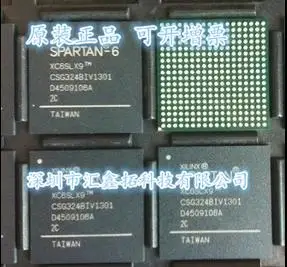 原装正品 可开增票
SPARTAN-6
XC6SLX9™
CSG324BIV1301
D4509108A
2C
TAIWAN
深圳市汇鑫拓科技有限公司
XC6SLX9™
CSG324BIV1301
D4509108A
2C
TAIWAN
XILINX®
XC6SLX9™
CSG324BIV1301
D4509108A
2C
TAIWAN